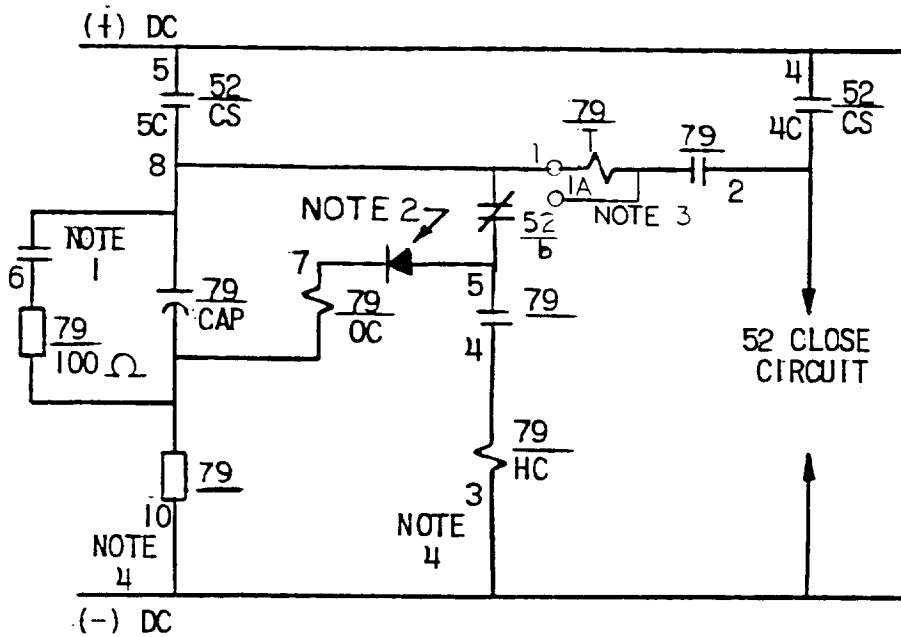 (+) DC
5
52
CS
5C
4
52
CS
4C
79
T
79
8
1
1A
2
NOTE 3
NOTE 2
52
b
NOTE
1
6
7
5
79
CAP
79
OC
79
4
79
100 Ω
52 CLOSE
CIRCUIT
79
HC
3
79
10
NOTE
4
NOTE
4
(-) DC